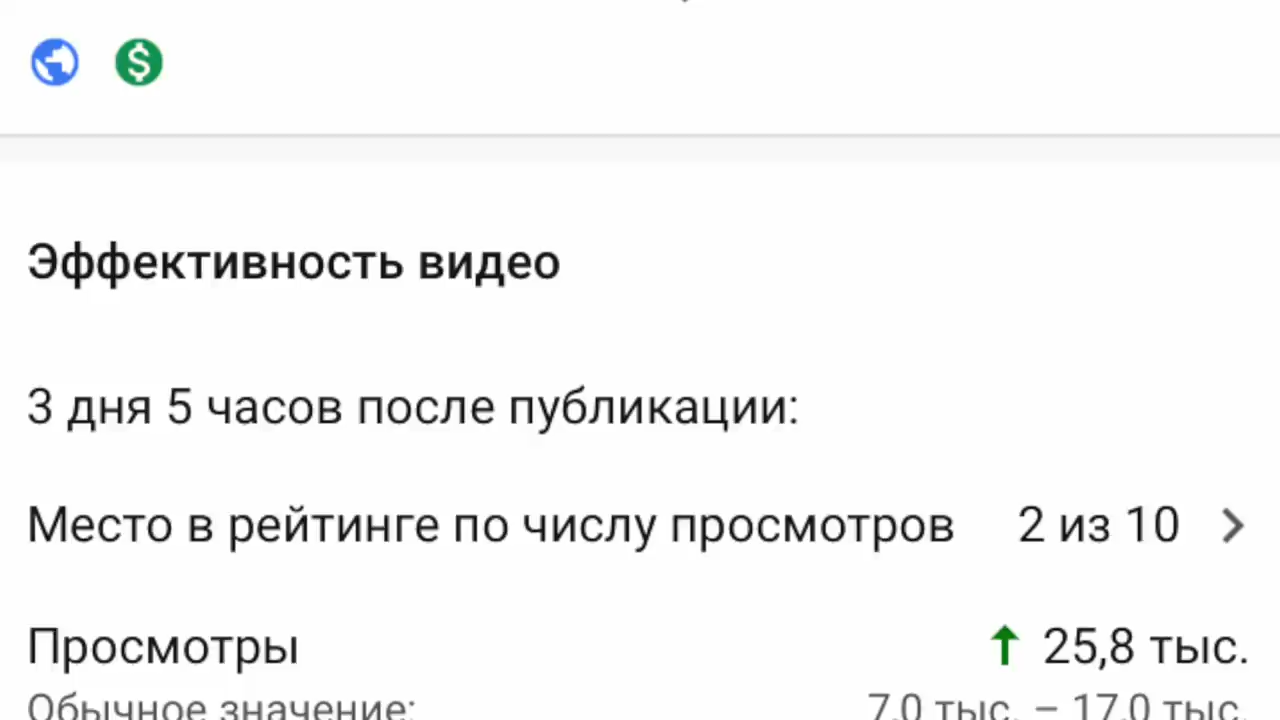 Эффективность видео
3 дня 5 часов после публикации:
Место в рейтинге по числу просмотров 2 из 10
Просмотры 25,8 тыс.
Обычное значение: 7,0 тыс. – 17,0 тыс.